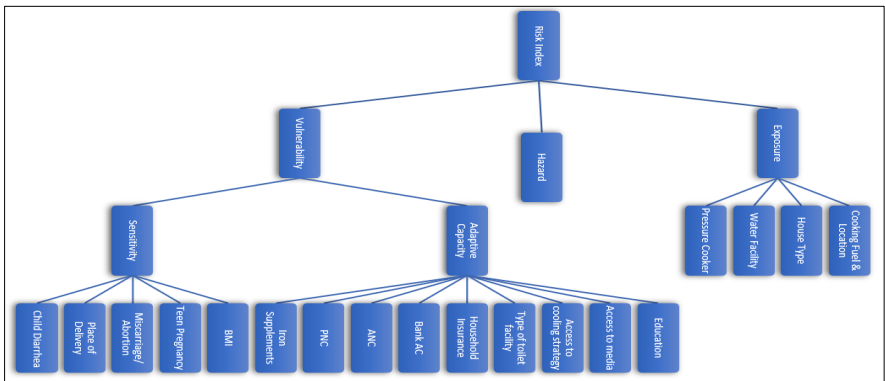 Risk Index
Vulnerability
Hazard
Exposure
Sensitivity
Adaptive
Capacity
Pressure Cooker
Water Facility
House Type
Cooking Fuel &
Location
Child Diarrhea
Place of
Delivery
Miscarriage/
Abortion
Teen Pregnancy
BMI
Iron
Supplements
PNC
ANC
Bank AC
Household
Insurance
Type of toilet
facility
Access to
cooling strategy
Access to media
Education